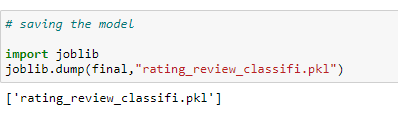 # saving the model
import joblib
joblib.dump(final,"rating_review_classifi.pkl")
['rating_review_classifi.pkl']